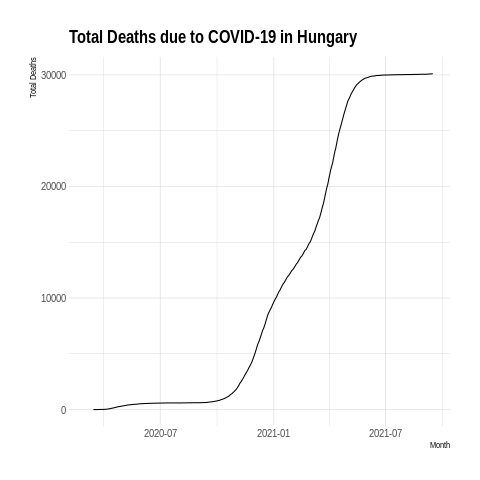 Total Deaths due to COVID-19 in Hungary
Total Deaths
30000
20000
10000
0
2020-07 2021-01 2021-07
Month